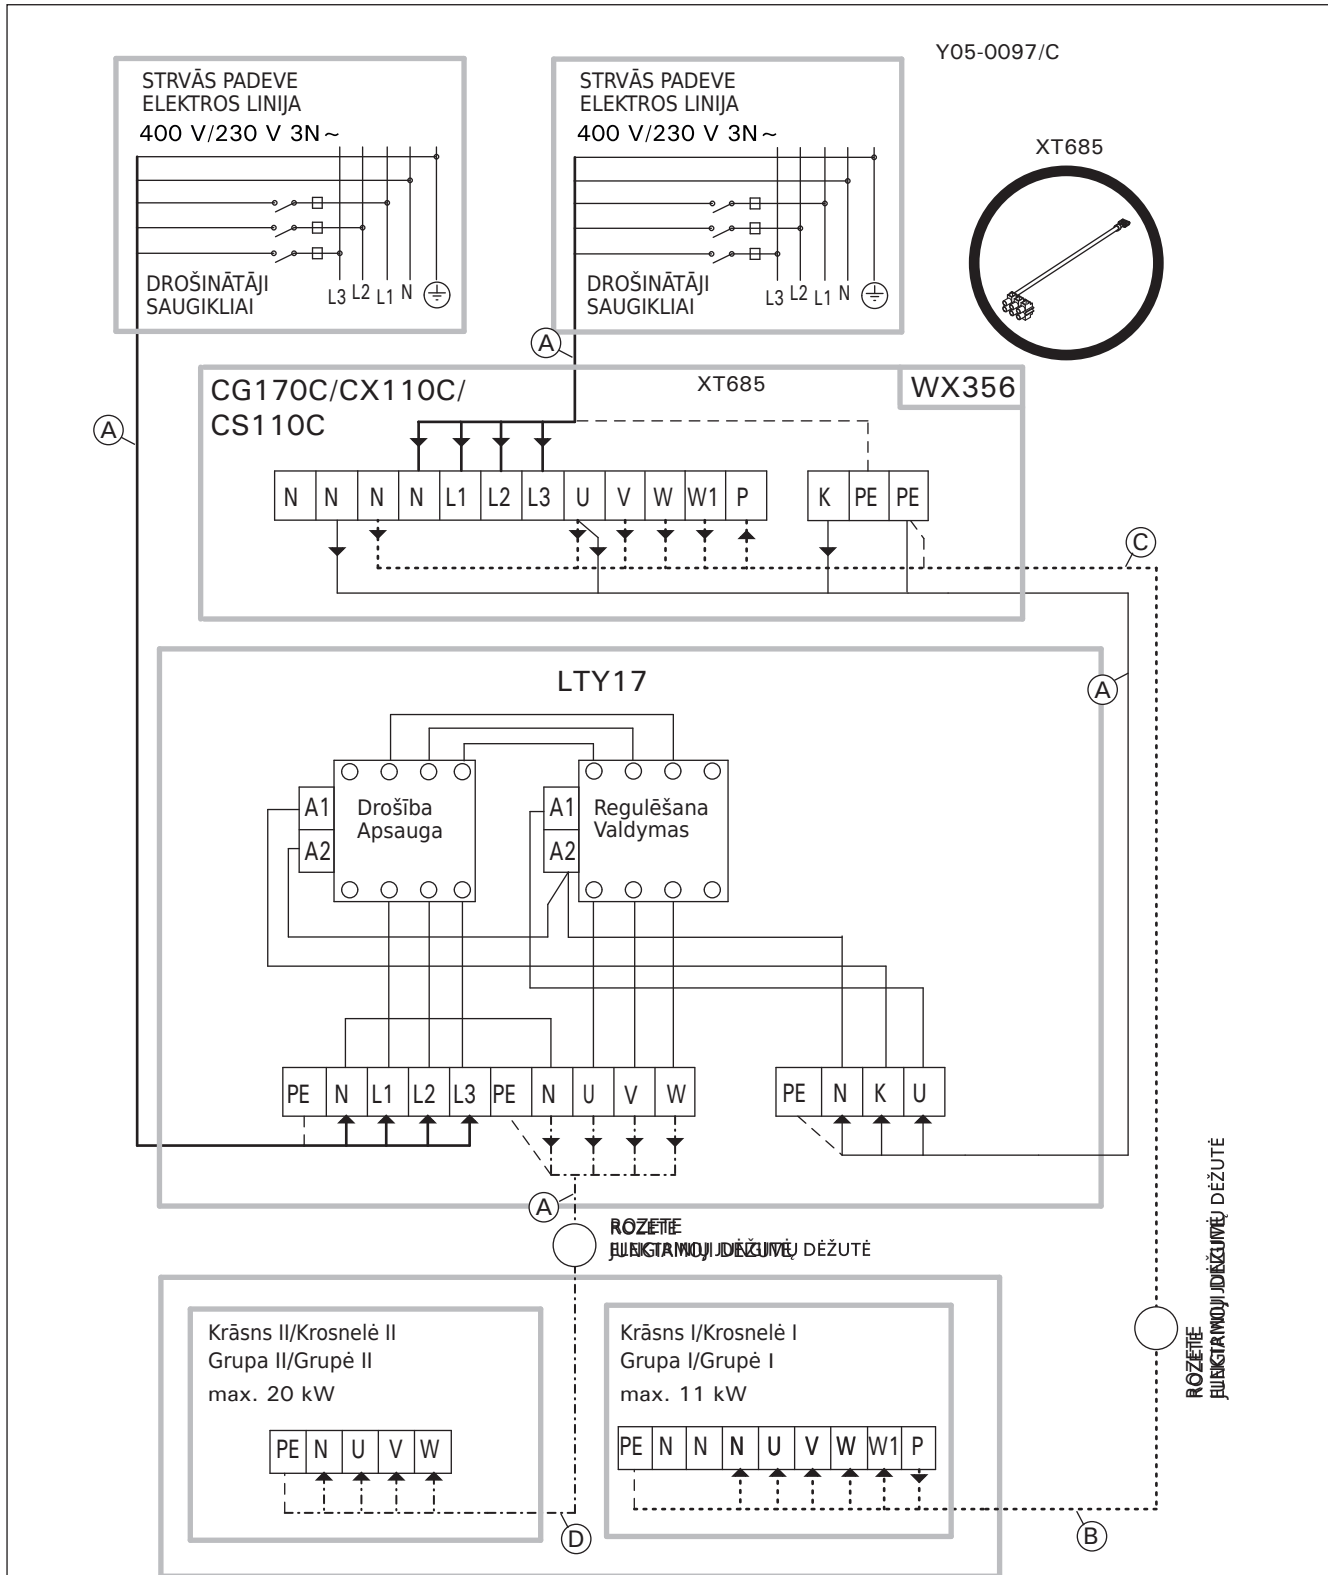 Y05-0097/C
STRVĀS PADEVE
ELEKTROS LINIJA
400 V/230 V 3N~
DROŠINĀTĀJI
SAUGIKLIAI
L3 L2 L1 N
STRVĀS PADEVE
ELEKTROS LINIJA
400 V/230 V 3N~
DROŠINĀTĀJI
SAUGIKLIAI
L3 L2 L1 N
XT685
A
A
CG170C/CX110C/
CS110C
XT685
WX356
N N N N L1 L2 L3 U V W W1 P
K PE PE
C
LTY17
A
A1
A2
Drošība
Apsauga
A1
A2
Regulēšana
Valdymas
PE N L1 L2 L3 PE N U V W
PE N K U
A
ROZETE
DĖŽUTĖ
ROZETE
DĖŽUTĖ
Krāsns II/Krosnelė II
Grupa II/Grupė II
max. 20 kW
PE N U V W
D
Krāsns I/Krosnelė I
Grupa I/Grupė I
max. 11 kW
PE N N N U V W W1 P
B